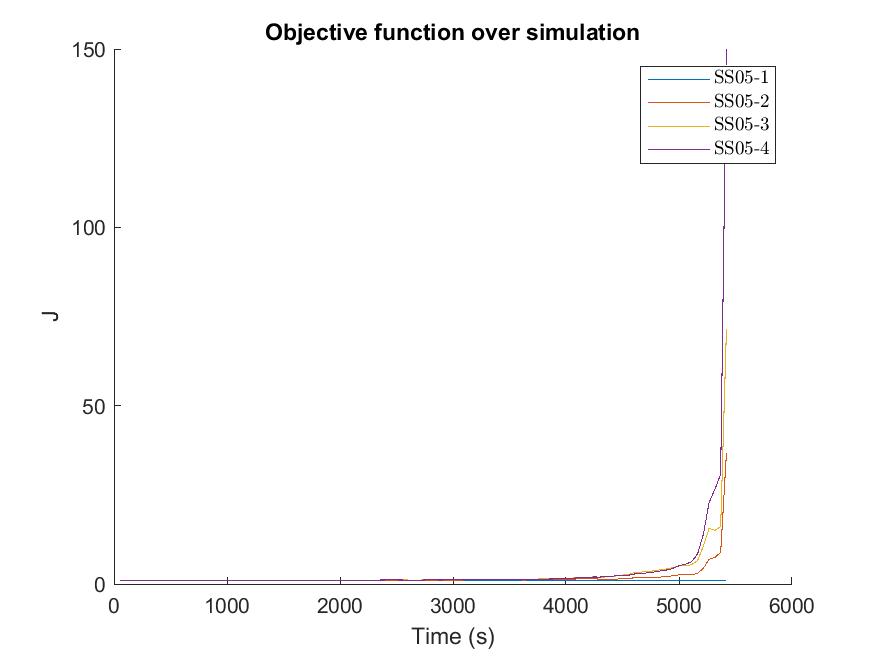 Objective function over simulation
150
SS05-1
SS05-2
SS05-3
SS05-4
100
J
50
0
0 1000 2000 3000 4000 5000 6000
Time (s)